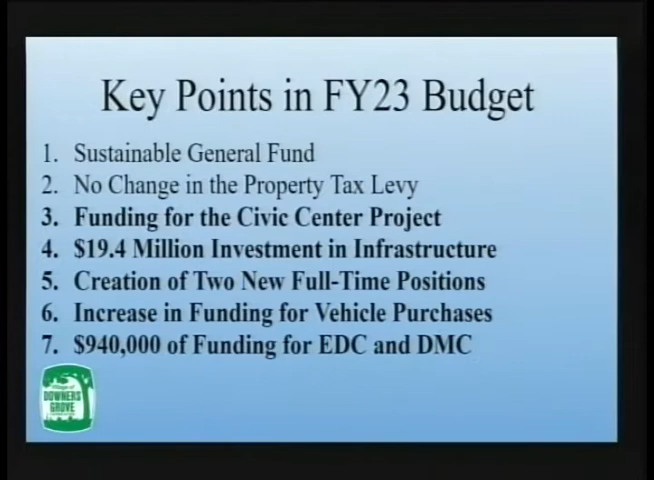 Key Points in FY23 Budget
1. Sustainable General Fund
2. No Change in the Property Tax Levy
3. Funding for the Civic Center Project
4. $19.4 Million Investment in Infrastructure
5. Creation of Two New Full-Time Positions
6. Increase in Funding for Vehicle Purchases
7. $940,000 of Funding for EDC and DMC
Village of
DOWNERS
GROVE